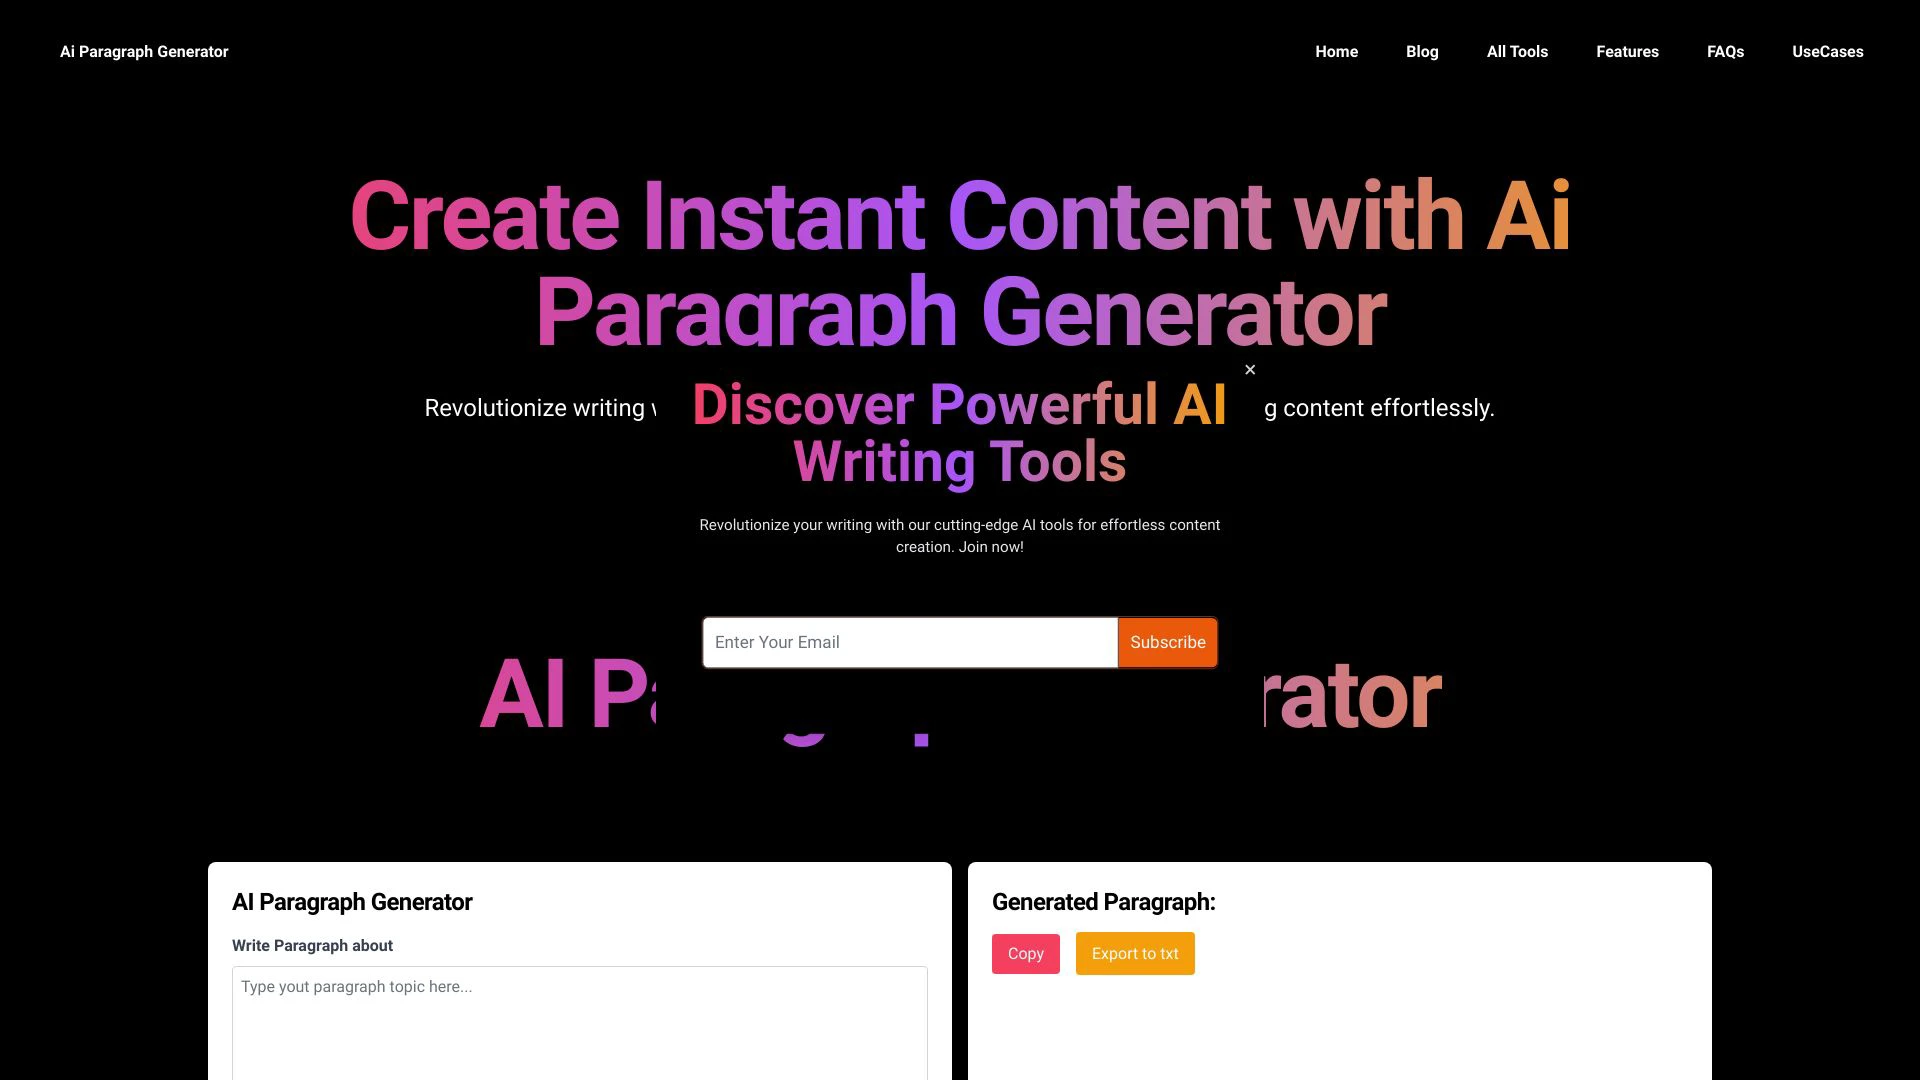 Ai Paragraph Generator
Home
Blog
All Tools
Features
FAQs
UseCases
Create Instant Content with Ai
Paragraph Generator
Revolutionize writing
g content effortlessly.
×
Discover Powerful AI
Writing Tools
Revolutionize your writing with our cutting-edge AI tools for effortless content
creation. Join now!
Enter Your Email
Subscribe
AI P
rator
AI Paragraph Generator
Write Paragraph about
Type yout paragraph topic here...
Generated Paragraph:
Copy
Export to txt